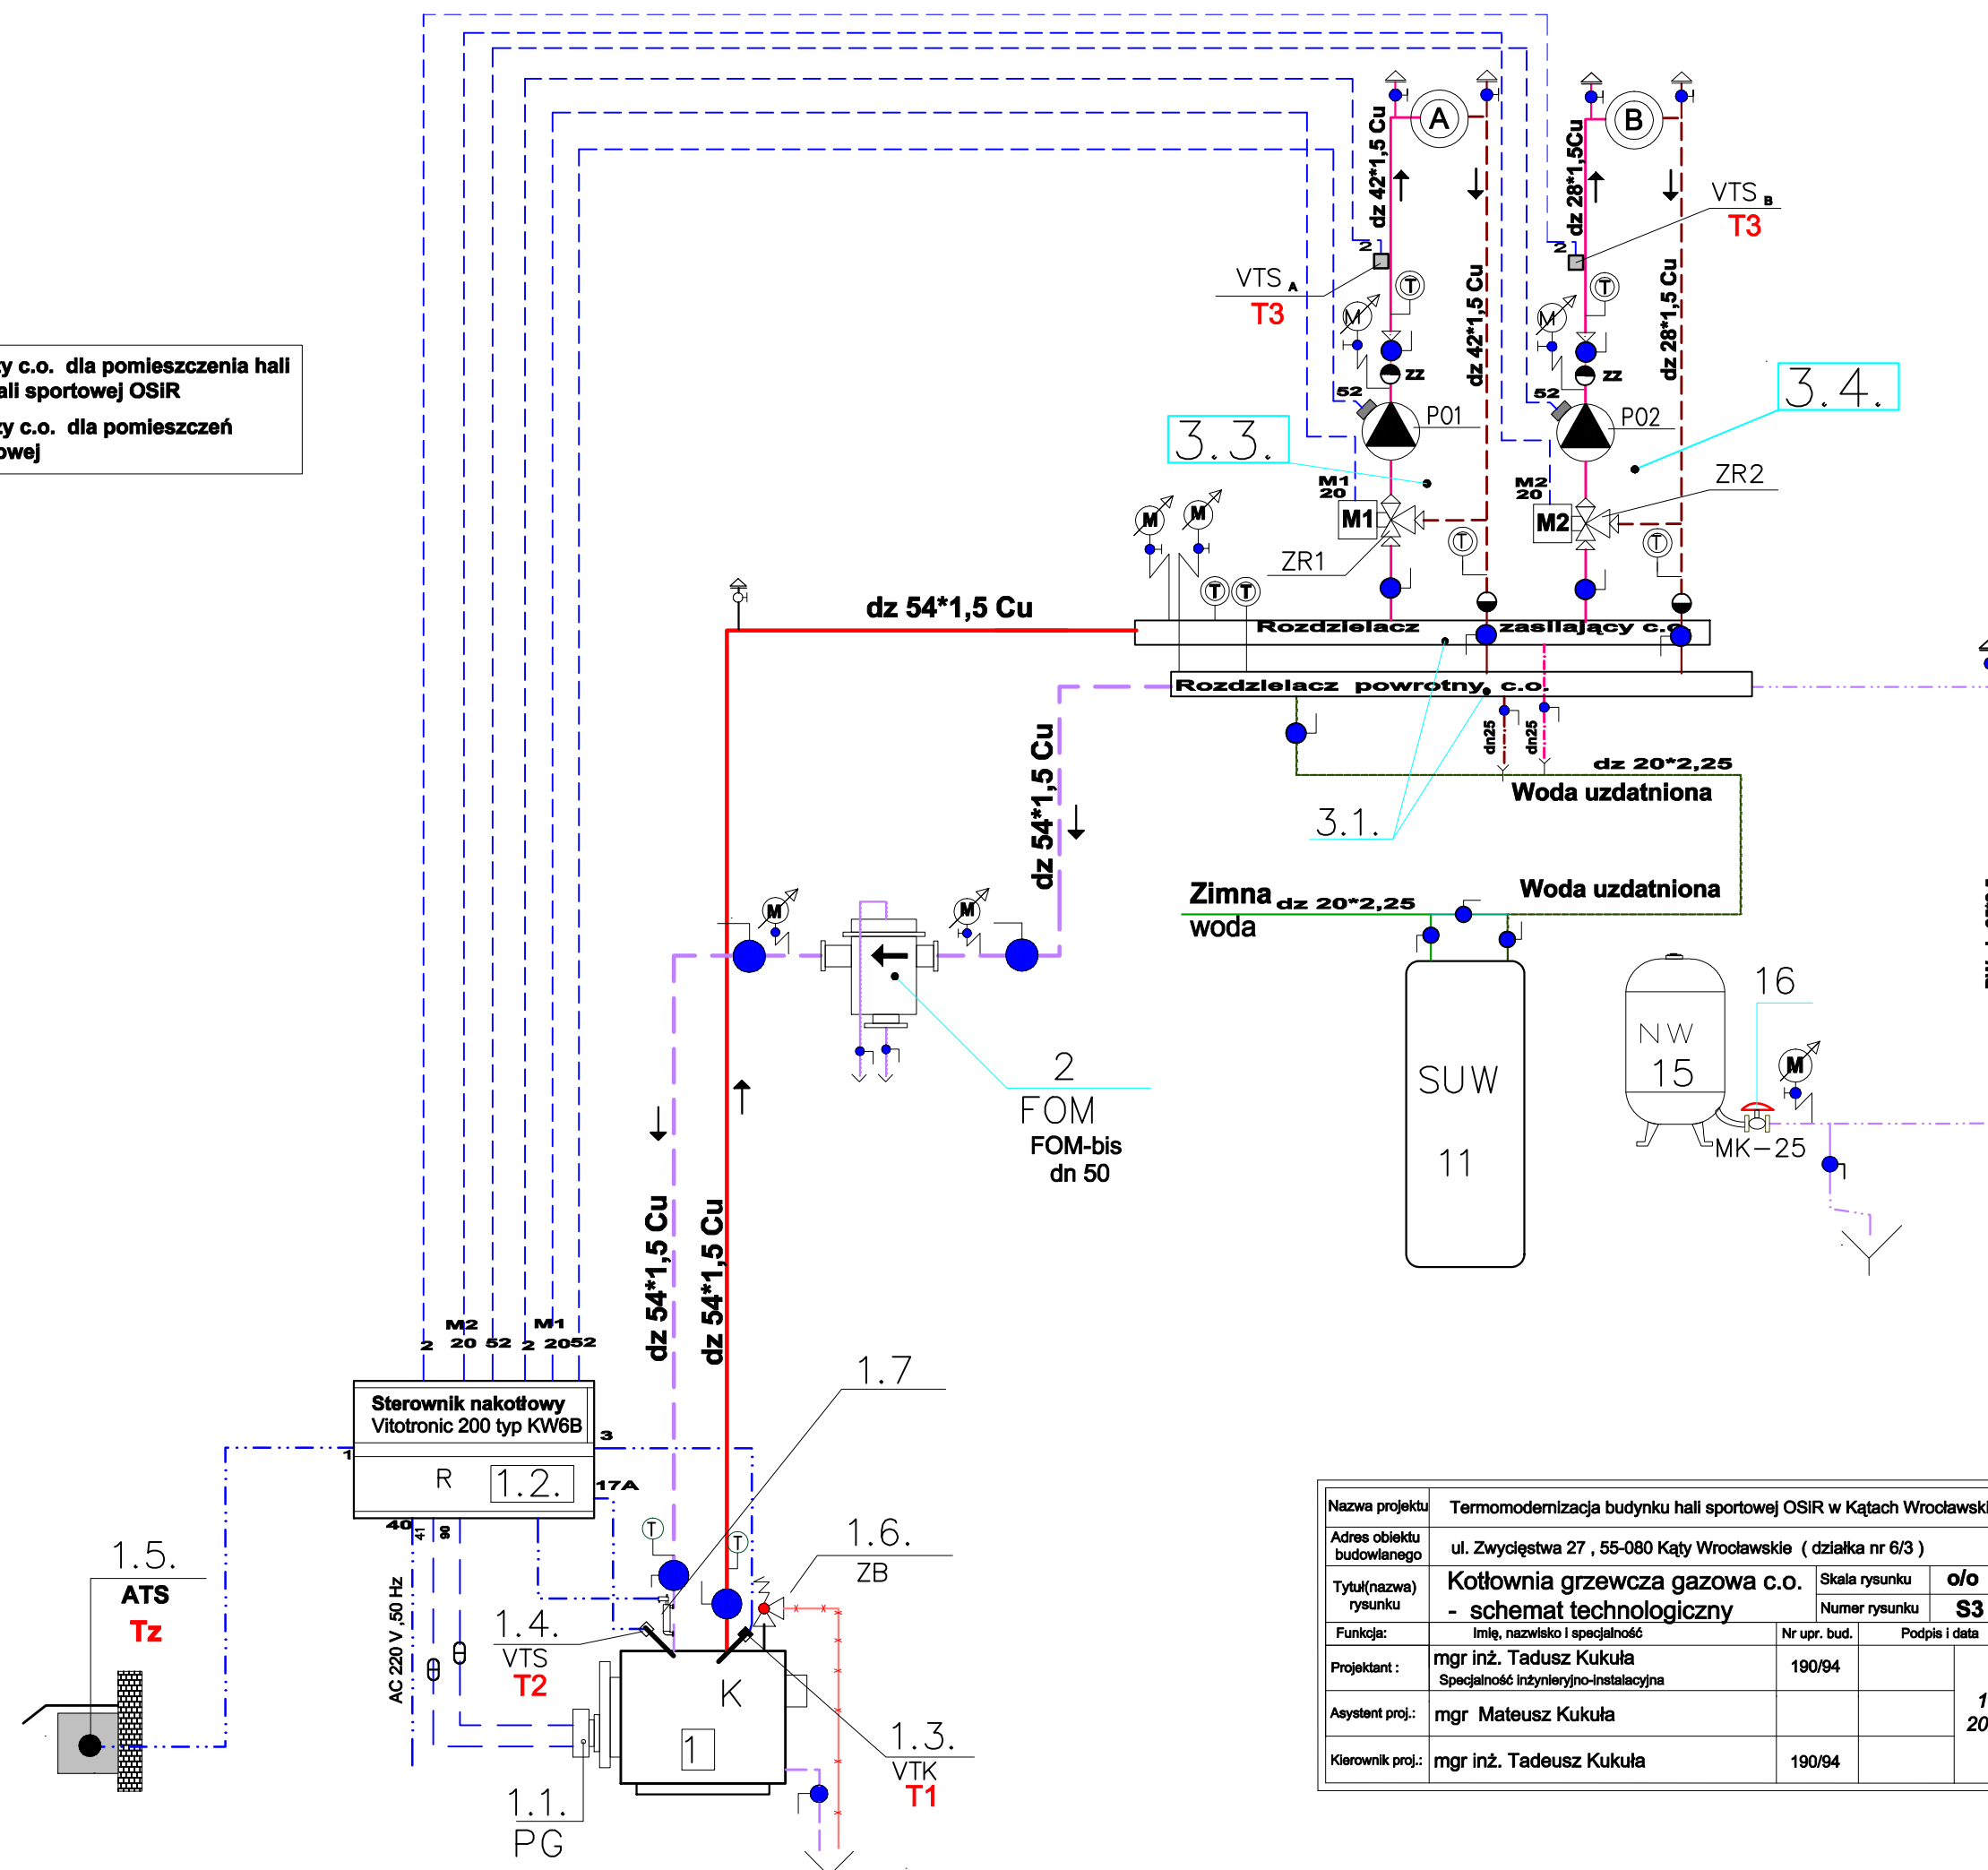 A
B
dz 42*1,5 Cu
dz 28*1,5Cu
VTS B
T3
2
2
VTS A
T3
T
T
dz 42*1,5 Cu
dz 28*1,5 Cu
M
M
zz
zz
52
52
P01
P02
3.3.
3.4.
c.o. dla pomieszczenia hali
sportowej OSiR
c.o. dla pomieszczeń
M1
20
M2
20
M1
M2
ZR2
ZR1
T
T
M
M
T
T
dz 54*1,5 Cu
Rozdzielacz zasilający c.o.
Rozdzielacz powrotny c.o.
dn25
dn25
dz 20*2,25
Woda uzdatniona
3.1.
dz 54*1,5 Cu
Zimna
woda
dz 20*2,25
Woda uzdatniona
M
M
2
FOM
FOM-bis
dn 50
SUW
11
NW
15
16
M
MK-25
dz 54*1,5 Cu
dz 54*1,5 Cu
M2
M1
2 20 52 2 20 52
Sterownik nakotłowy
Vitotronic 200 typ KW6B
R
1.2.
1
3
17A
40
41
90
AC 220 V ,50 Hz
1.7
T
T
1.6.
ZB
1.5.
ATS
Tz
1.4.
VTS
T2
K
1
1.3.
VTK
T1
1.1.
PG
Nazwa projektu
Termomodernizacja budynku hali sportowej OSiR w Kątach
Adres obiektu
budowlanego
ul. Zwycięstwa 27 , 55-080 Kąty Wrocławskie ( działka nr 6/3 )
Tytuł(nazwa)
rysunku
Kotłownia grzewcza gazowa c.o.
- schemat technologiczny
Skala rysunku
o/o
Numer rysunku
S3
Funkcja:
Imię, nazwisko i specjalność
Nr upr. bud.
Podpis i data
Projektant :
mgr inż. Tadusz Kukuła
Specjalność inżynieryjno-instalacyjna
190/94
Asystent proj.:
mgr Mateusz Kukuła
Kierownik proj.:
mgr inż. Tadeusz Kukuła
190/94